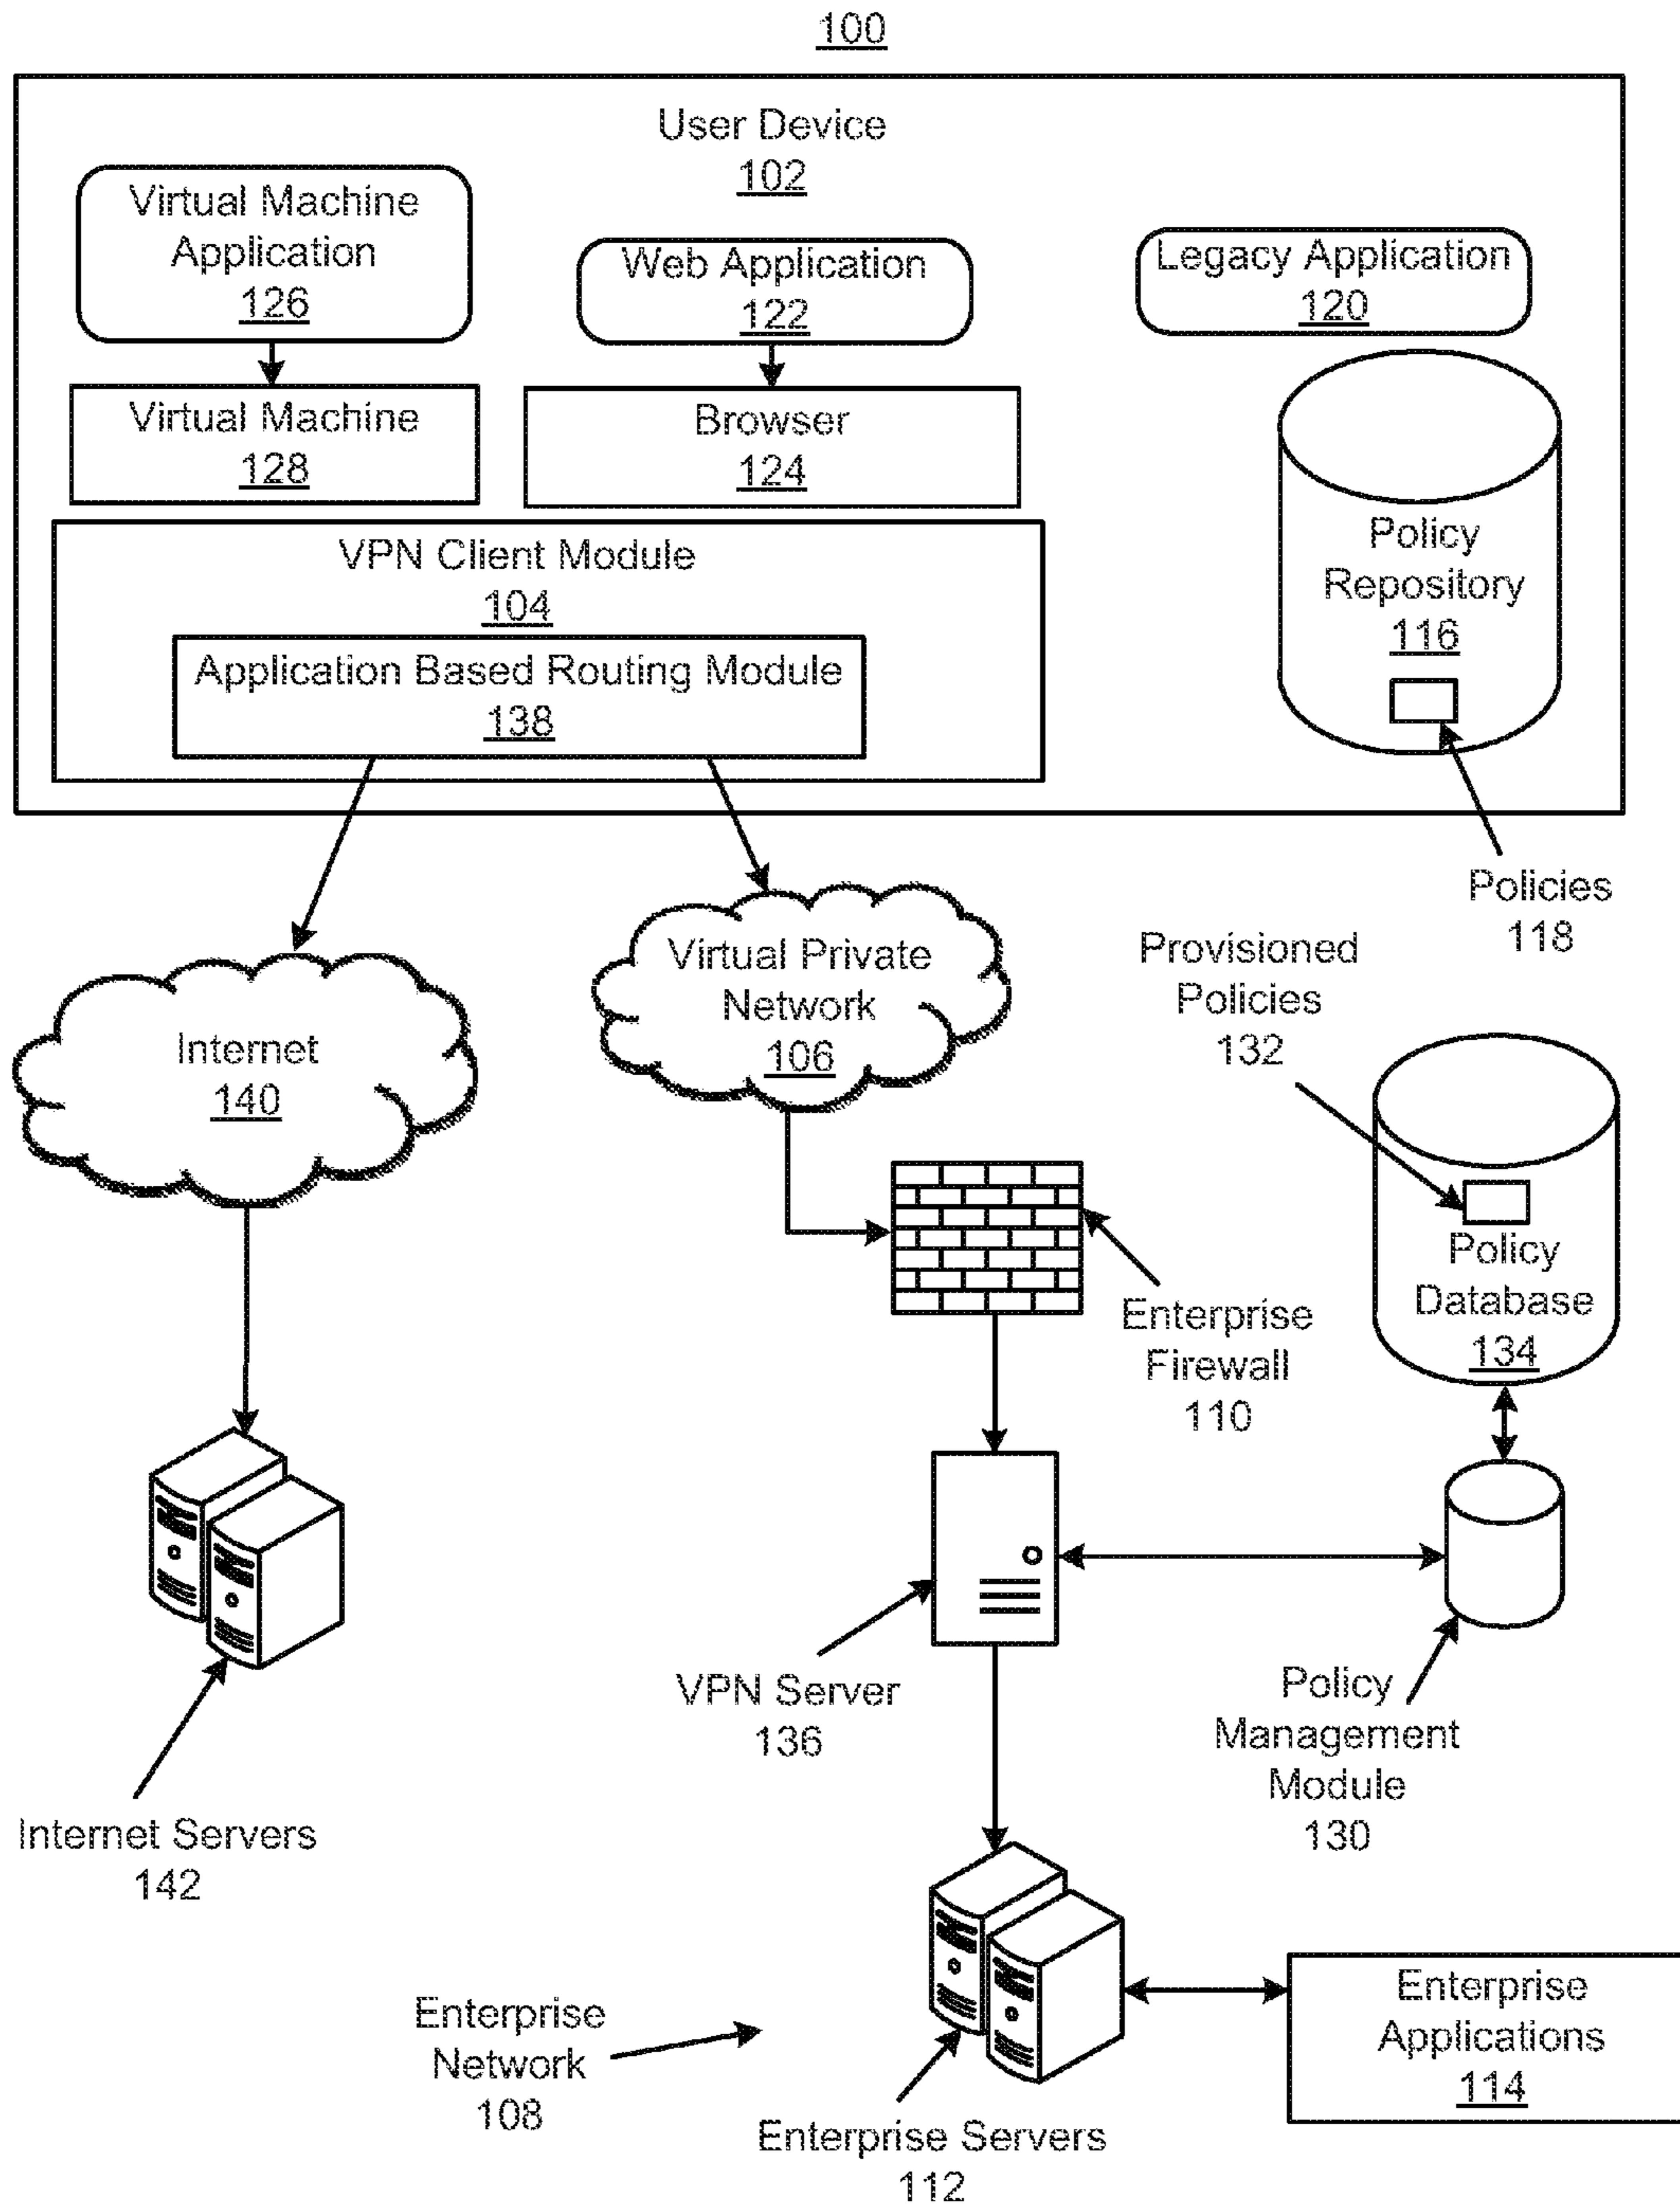 100
User Device
102
Virtual Machine
Application
126
Web Application
122
Legacy Application
120
Virtual Machine
128
Browser
124
Policy
Repository
116
VPN Client Module
104
Application Based Routing Module
138
Policies
118
Virtual Private
Network
106
Provisioned
Policies
132
Internet
140
Policy
Database
134
Enterprise
Firewall
110
VPN Server
136
Policy
Management
Module
130
Internet Servers
142
Enterprise
Network
108
Enterprise
Applications
114
Enterprise Servers
112